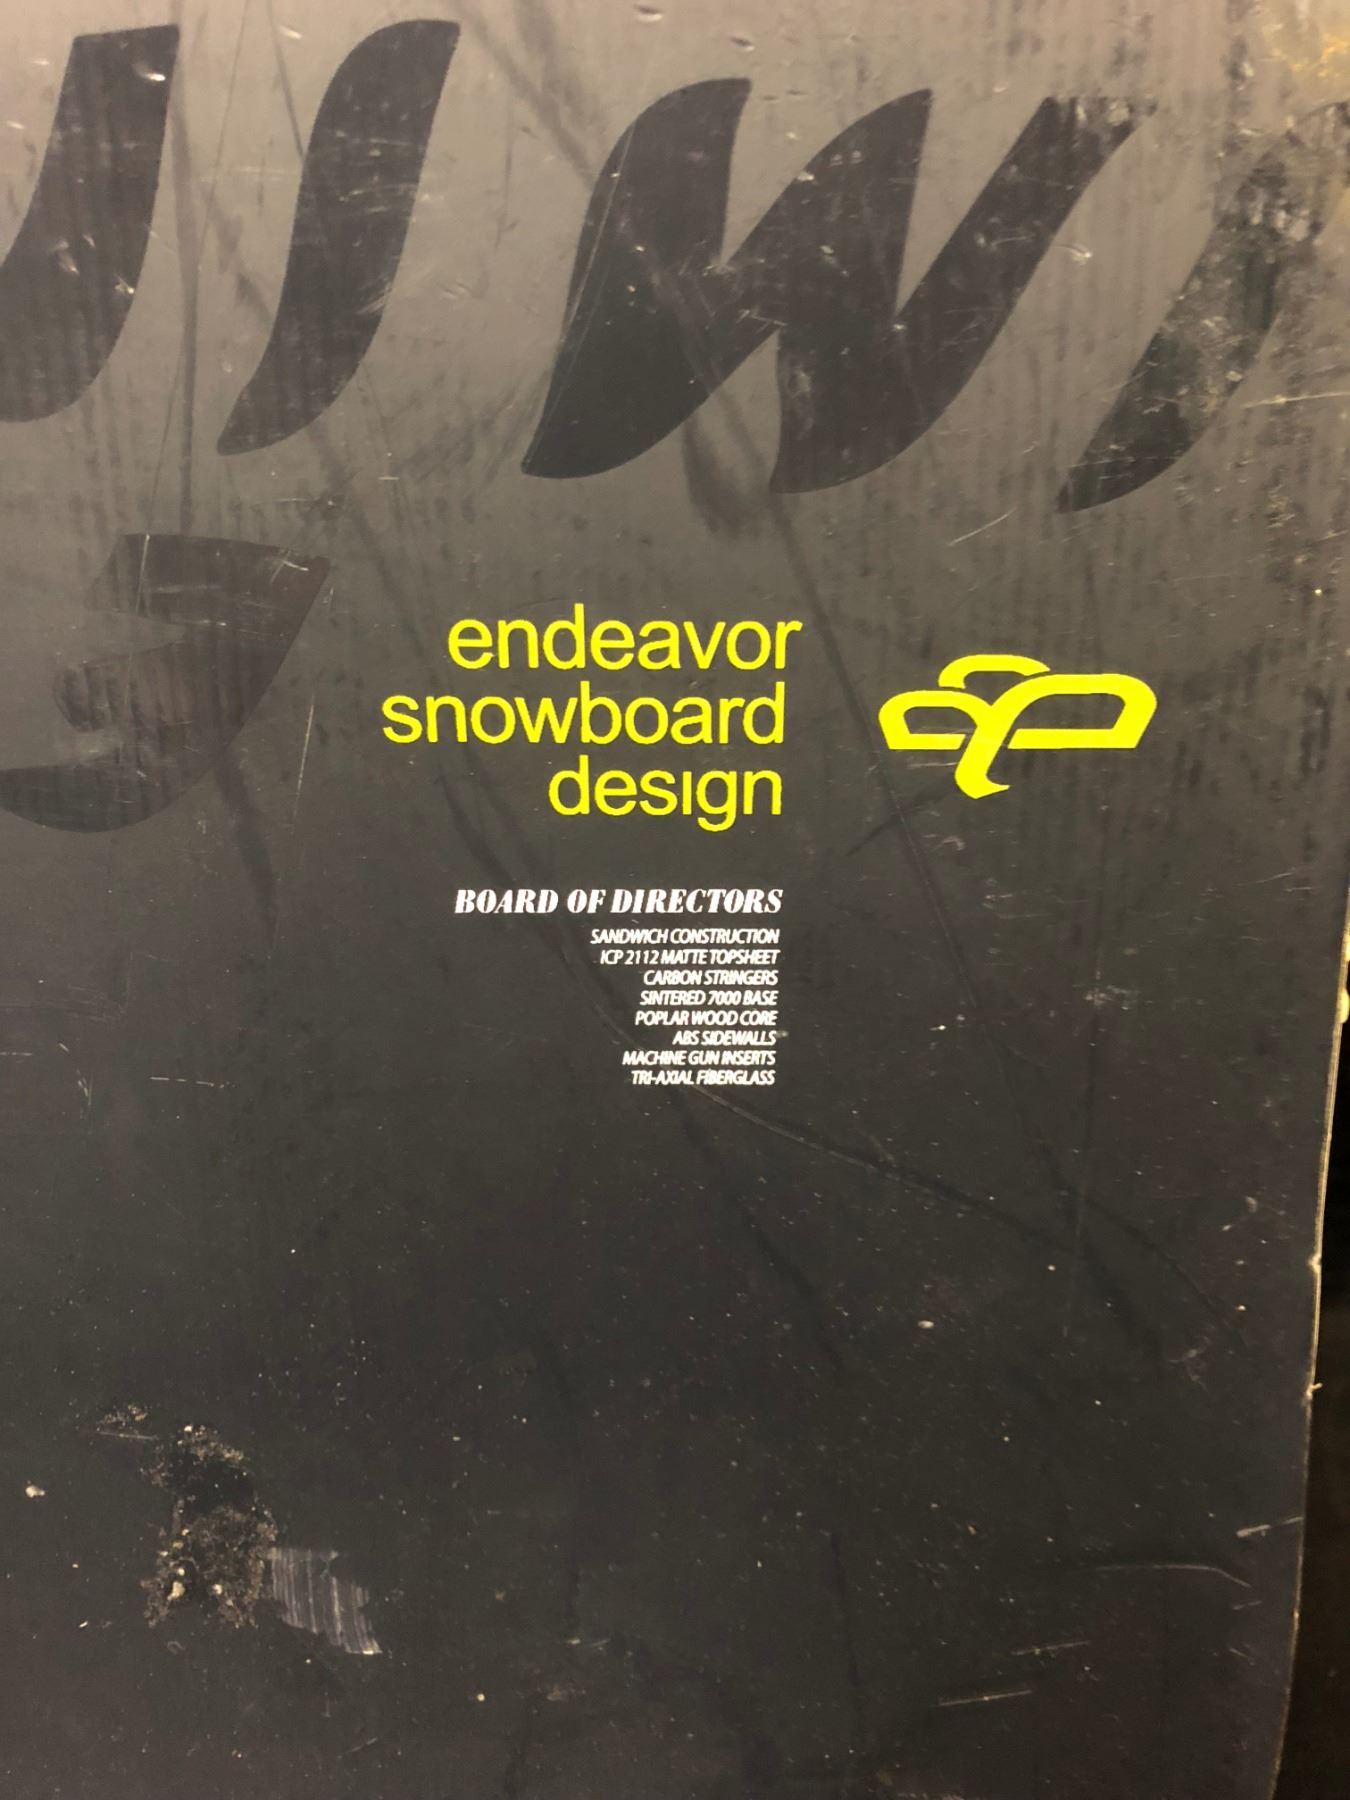 endeavor
snowboard
design
BOARD OF DIRECTORS
SANDWICH CONSTRUCTION
ICP 2112 MATTE TOPSHEET
CARBON STRINGERS
SINTERED 7000 BASE
POPLAR WOOD CORE
ABS SIDEWALLS
MACHINE GUN INSERTS
TRI-AXIAL FIBERGLASS